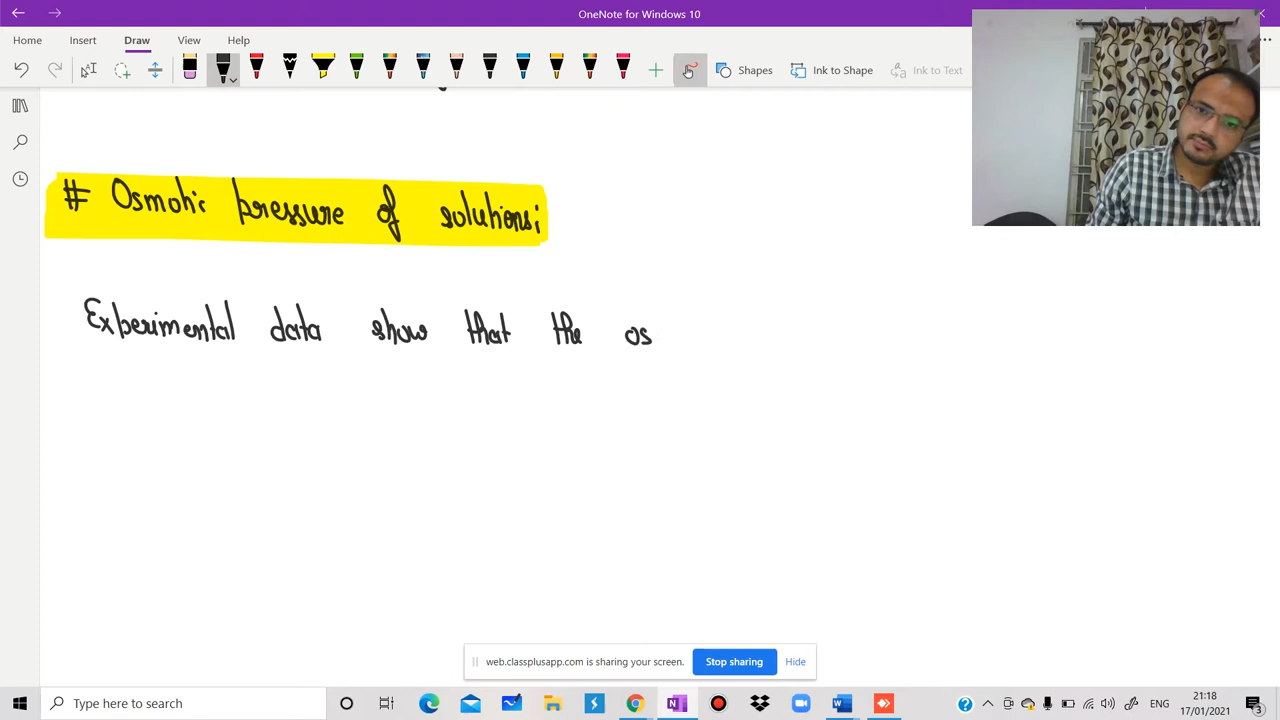 OneNote for Windows 10
Home Insert Draw View Help
Shapes Ink to Shape Ink to Text
# Osmotic pressure of solutions;
Experimental data show that the os
web.classplusapp.com is sharing your screen. Stop sharing Hide
Type here to search
ENG
21:18
17/01/2021
3